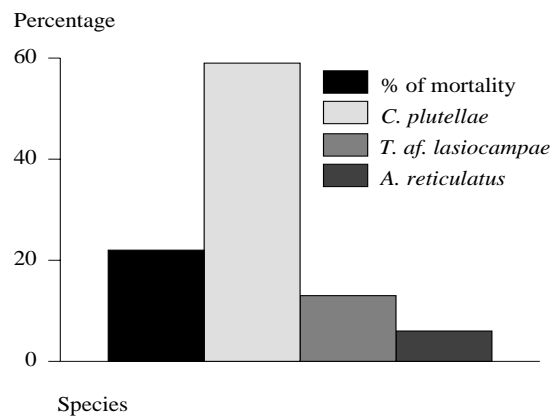 Percentage
60
40
20
0
% of mortality
C. plutellae
T. af. lasiocampae
A. reticulatus
Species